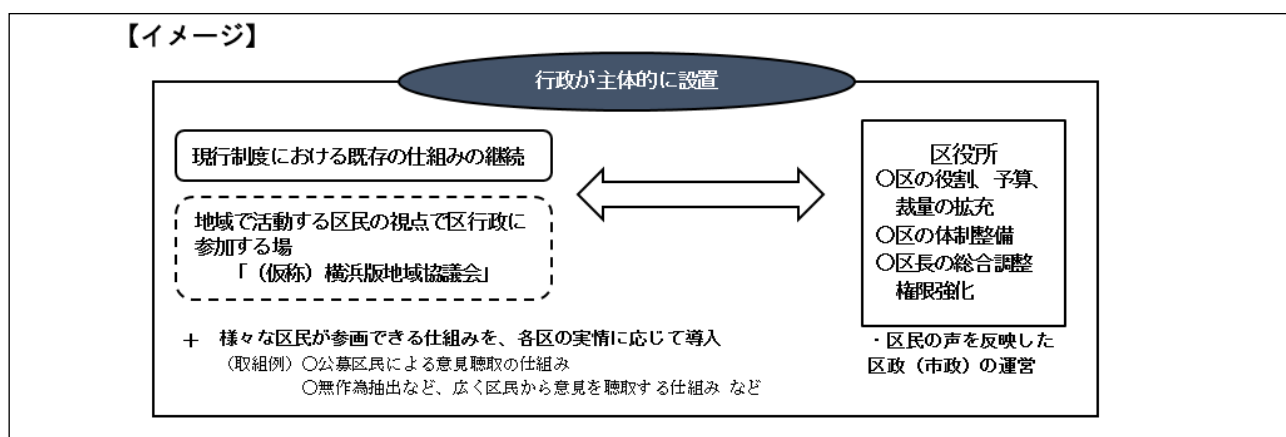 【イメージ】
行政が主体的に設置
現行制度における既存の仕組みの継続
地域で活動する区民の視点で区行政に
参加する場
「（仮称）横浜版地域協議会」
＋ 様々な区民が参画できる仕組みを、各区の実情に応じて導入
（取組例）○公募区民による意見聴取の仕組み
○無作為抽出など、広く区民から意見を聴取する仕組み など
区役所
○区の役割、予算、
裁量の拡充
○区の体制整備
○区長の総合調整
権限強化
・区民の声を反映した
区政（市政）の運営